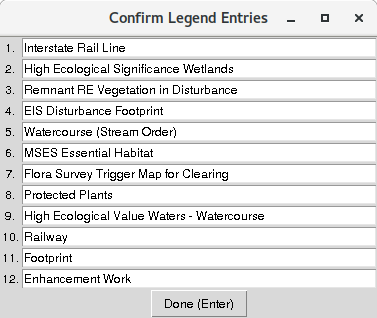 Confirm Legend Entries
1. Interstate Rail Line
2. High Ecological Significance Wetlands
3. Remnant RE Vegetation in Disturbance
4. EIS Disturbance Footprint
5. Watercourse (Stream Order)
6. MSES Essential Habitat
7. Flora Survey Trigger Map for Clearing
8. Protected Plants
9. High Ecological Value Waters - Watercourse
10. Railway
11. Footprint
12. Enhancement Work
Done (Enter)